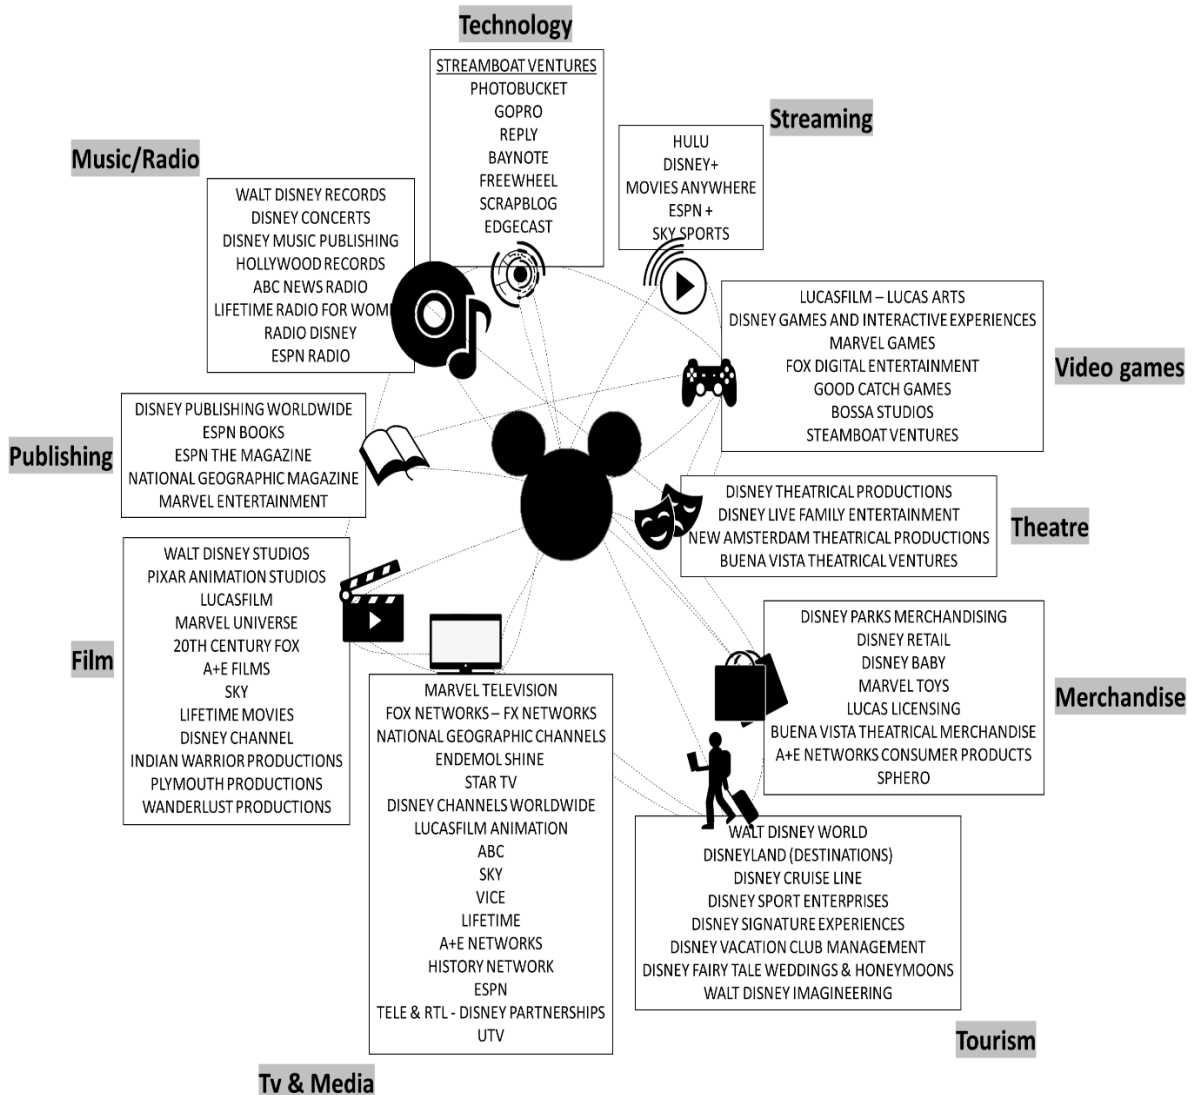 Technology
STREAMBOAT VENTURES
PHOTOBUCKET
GOPRO
REPLY
BAYNOTE
FREEWHEEL
SCRAPBLOG
EDGECAST
Streaming
HULU
DISNEY+
MOVIES ANYWHERE
ESPN +
SKY SPORTS
Music/Radio
WALT DISNEY RECORDS
DISNEY CONCERTS
DISNEY MUSIC PUBLISHING
HOLLYWOOD RECORDS
ABC NEWS RADIO
LIFETIME RADIO FOR WOM
RADIO DISNEY
ESPN RADIO
Video games
LUCASFILM – LUCAS ARTS
DISNEY GAMES AND INTERACTIVE EXPERIENCES
MARVEL GAMES
FOX DIGITAL ENTERTAINMENT
GOOD CATCH GAMES
BOSSA STUDIOS
STEAMBOAT VENTURES
Publishing
DISNEY PUBLISHING WORLDWIDE
ESPN BOOKS
ESPN THE MAGAZINE
NATIONAL GEOGRAPHIC MAGAZINE
MARVEL ENTERTAINMENT
Theatre
DISNEY THEATRICAL PRODUCTIONS
DISNEY LIVE FAMILY ENTERTAINMENT
NEW AMSTERDAM THEATRICAL PRODUCTIONS
BUENA VISTA THEATRICAL VENTURES
Film
WALT DISNEY STUDIOS
PIXAR ANIMATION STUDIOS
LUCASFILM
MARVEL UNIVERSE
20TH CENTURY FOX
A+E FILMS
SKY
LIFETIME MOVIES
DISNEY CHANNEL
INDIAN WARRIOR PRODUCTIONS
PLYMOUTH PRODUCTIONS
WANDERLUST PRODUCTIONS
Merchandise
DISNEY PARKS MERCHANDISING
DISNEY RETAIL
DISNEY BABY
MARVEL TOYS
LUCAS LICENSING
BUENA VISTA THEATRICAL MERCHANDISE
A+E NETWORKS CONSUMER PRODUCTS
SPHERO
MARVEL TELEVISION
FOX NETWORKS – FX NETWORKS
NATIONAL GEOGRAPHIC CHANNELS
ENDEMOL SHINE
STAR TV
DISNEY CHANNELS WORLDWIDE
LUCASFILM ANIMATION
ABC
SKY
VICE
LIFETIME
A+E NETWORKS
HISTORY NETWORK
ESPN
TELE & RTL - DISNEY PARTNERSHIPS
UTV
Tv & Media
WALT DISNEY WORLD
DISNEYLAND (DESTINATIONS)
DISNEY CRUISE LINE
DISNEY SPORT ENTERPRISES
DISNEY SIGNATURE EXPERIENCES
DISNEY VACATION CLUB MANAGEMENT
DISNEY FAIRY TALE WEDDINGS & HONEYMOONS
WALT DISNEY IMAGINEERING
Tourism